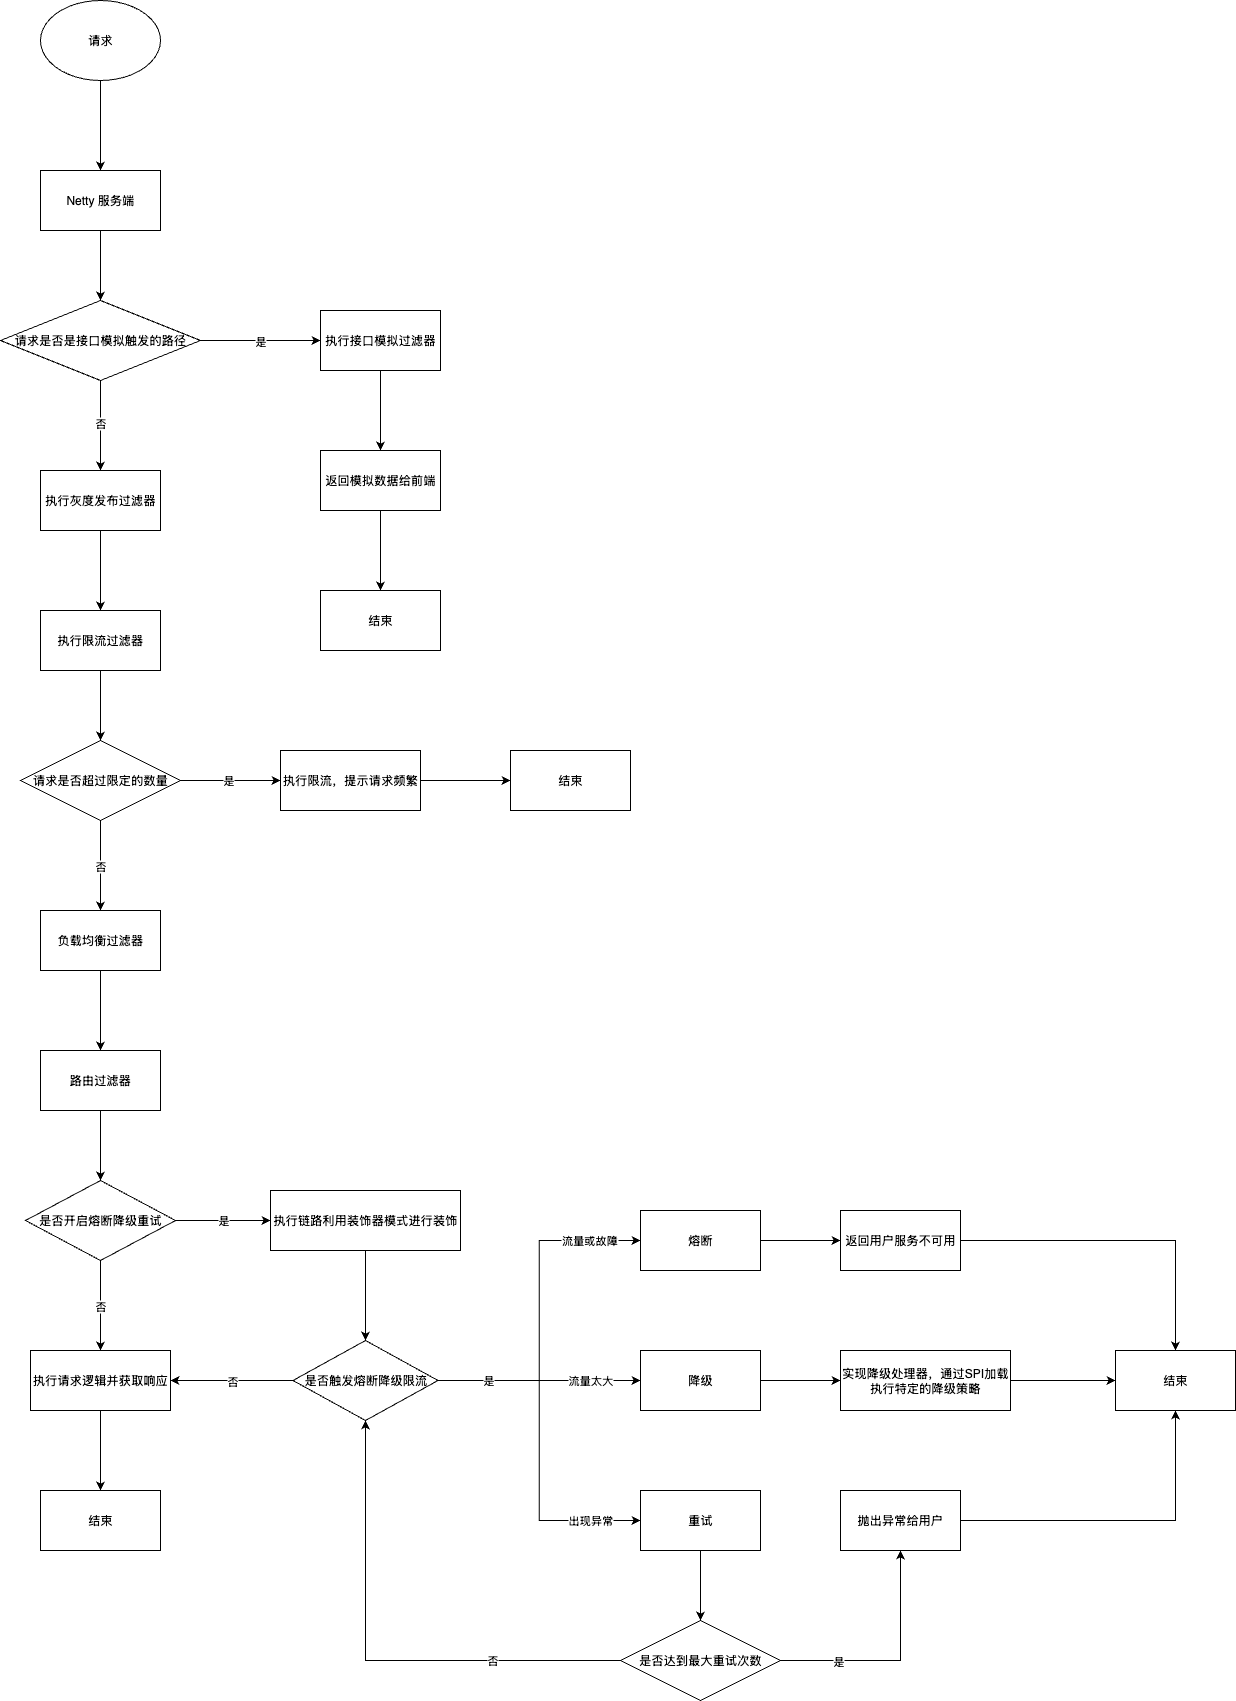 请求
Netty 服务端
请求是否是接口模拟触发的路径
是
执行接口模拟过滤器
否
返回模拟数据给前端
执行灰度发布过滤器
结束
执行限流过滤器
请求是否超过限定的数量
是
执行限流，提示请求频繁
结束
否
负载均衡过滤器
路由过滤器
是否开启熔断降级重试
是
执行链路利用装饰器模式进行装饰
流量或故障
熔断
返回用户服务不可用
否
执行请求逻辑并获取响应
否
是否触发熔断降级限流
是
流量太大
降级
实现降级处理器，通过SPI加载
执行特定的降级策略
结束
结束
出现异常
重试
抛出异常给用户
否
是否达到最大重试次数
是